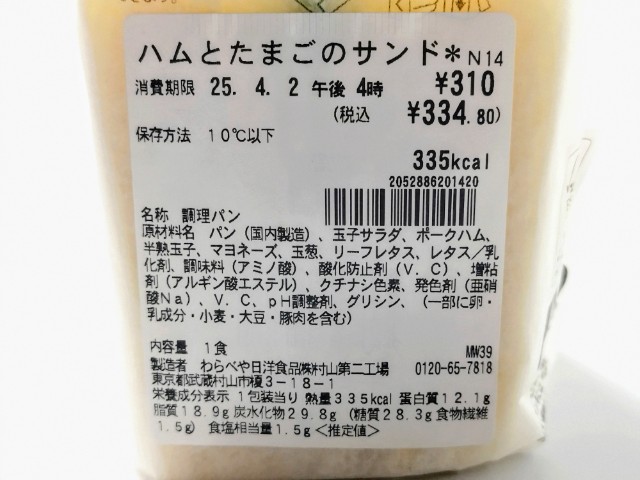 ハムとたまごのサンド＊N14
消費期限 25. 4. 2 午後 4時 ¥310
(税込 ¥334.80)
保存方法 10℃以下
335kcal
2052886201420
名称 調理パン
原材料名 パン（国内製造）、玉子サラダ、ポークハム、
半熟玉子、マヨネーズ、玉葱、リーフレタス、レタス／乳
化剤、調味料（アミノ酸）、酸化防止剤（V．C）、増粘
剤（アルギン酸エステル）、クチナシ色素、発色剤（亜硝
酸Na）、V．C、pH調整剤、グリシン、（一部に卵・
乳成分・小麦・大豆・豚肉を含む）
内容量 1食 MW39
製造者 わらべや日洋食品㈱村山第二工場 0120-65-7818
東京都武蔵村山市榎3－18－1
栄養成分表示 1包装当り 熱量335kcal 蛋白質12.1g
脂質18.9g 炭水化物29.8g（糖質28.3g 食物繊維
1.5g） 食塩相当量1.5g＜推定値＞